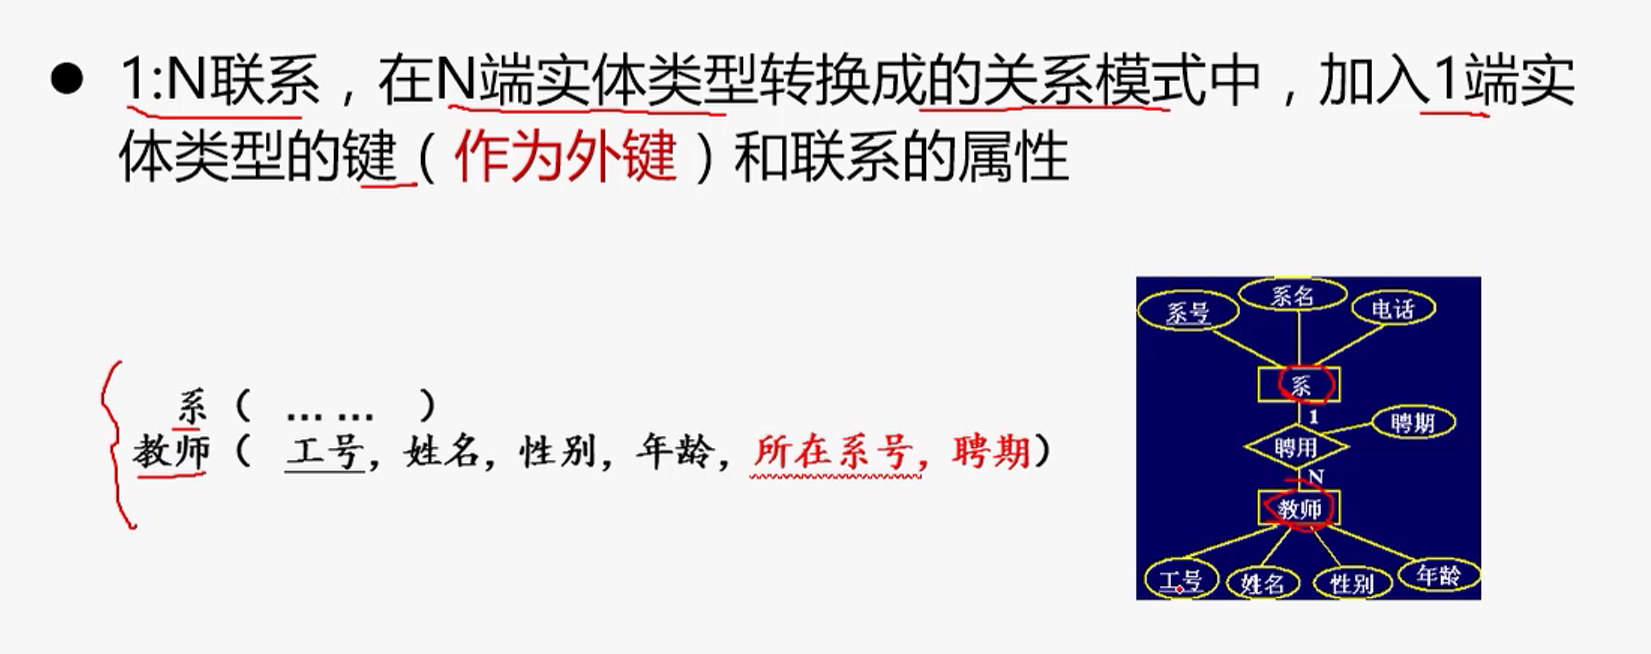 ● 1:N联系，在N端实体类型转换成的关系模式中，加入1端实
体类型的键（作为外键）和联系的属性
系（ …… ）
教师（ 工号，姓名，性别，年龄，所在系号，聘期）
系号 系名 电话
系
1
聘期
聘用
N
教师
工号 姓名 性别 年龄